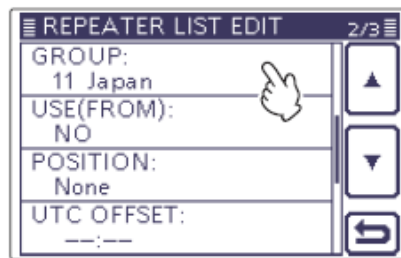 REPEATER LIST EDIT 2/3
GROUP:
11 Japan
USE(FROM):
NO
POSITION:
None
UTC OFFSET:
--:--